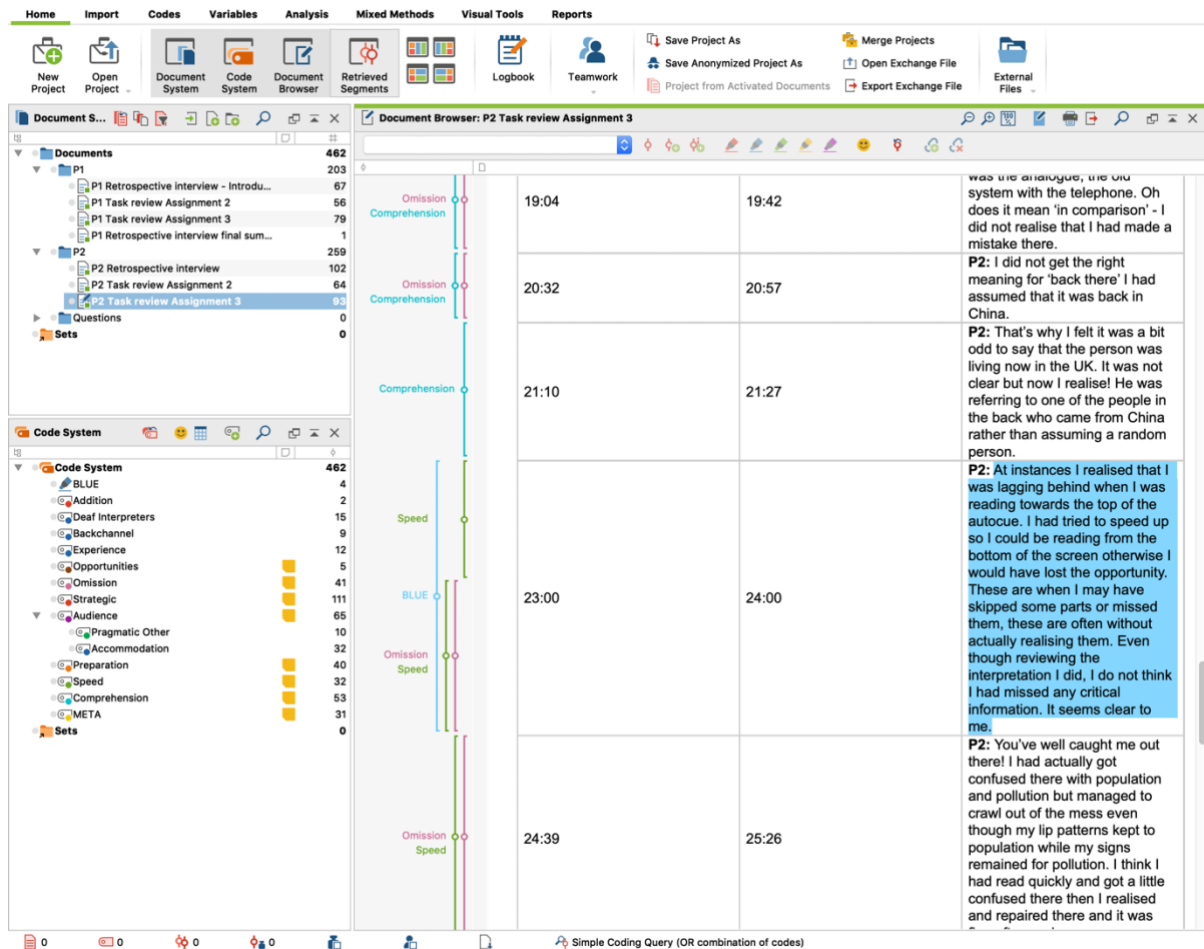 Home Import Codes Variables Analysis Mixed Methods Visual Tools Reports
New Project
Open Project
Document System
Code System
Document Browser
Retrieved Segments
Logbook
Teamwork
Save Project As
Save Anonymized Project As
Project from Activated Documents
Merge Projects
Open Exchange File
Export Exchange File
External Files
Document S...
Documents 462
P1 203
P1 Retrospective interview - Introdu... 67
P1 Task review Assignment 2 56
P1 Task review Assignment 3 79
P1 Retrospective interview final sum... 1
P2 259
P2 Retrospective interview 102
P2 Task review Assignment 2 64
P2 Task review Assignment 3 93
Questions 0
Sets 0
Code System
Code System 462
BLUE 4
Addition 2
Deaf Interpreters 15
Backchannel 9
Experience 12
Opportunities 5
Omission 41
Strategic 111
Audience 65
Pragmatic Other 10
Accommodation 32
Preparation 40
Speed 32
Comprehension 53
META 31
Sets 0
Document Browser: P2 Task review Assignment 3
Omission
Comprehension
19:04
19:42
was the analogue, the old
system with the telephone. Oh
does it mean 'in comparison' - I
did not realise that I had made a
mistake there.
Omission
Comprehension
20:32
20:57
P2: I did not get the right
meaning for 'back there' I had
assumed that it was back in
China.
Comprehension
21:10
21:27
P2: That's why I felt it was a bit
odd to say that the person was
living now in the UK. It was not
clear but now I realise! He was
referring to one of the people in
the back who came from China
rather than assuming a random
person.
Speed
BLUE
Omission
Speed
23:00
24:00
P2: At instances I realised that I
was lagging behind when I was
reading towards the top of the
autocue. I had tried to speed up
so I could be reading from the
bottom of the screen otherwise I
would have lost the opportunity.
These are when I may have
skipped some parts or missed
them, these are often without
actually realising them. Even
though reviewing the
interpretation I did, I do not think
I had missed any critical
information. It seems clear to
me.
Omission
Speed
24:39
25:26
P2: You've well caught me out
there! I had actually got
confused there with population
and pollution but managed to
crawl out of the mess even
though my lip patterns kept to
population while my signs
remained for pollution. I think I
had read quickly and got a little
confused there then I realised
and repaired there and it was
0 0 0 0
Simple Coding Query (OR combination of codes)